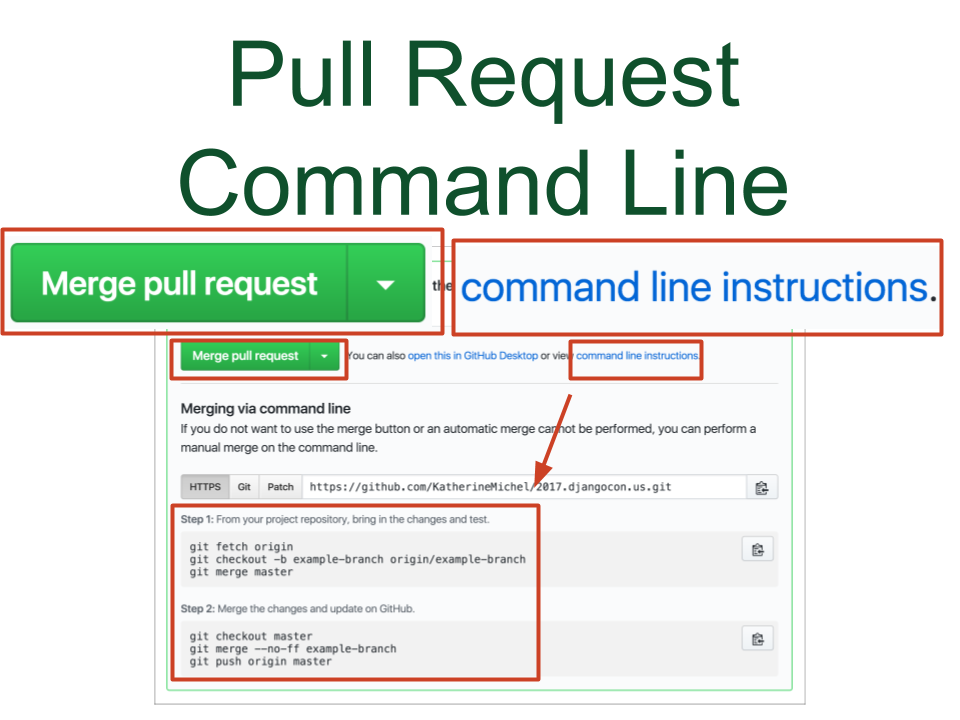 Pull Request
Command Line
Merge pull request
the
command line instructions.
Merge pull request
You can also open this in GitHub Desktop or view command line instructions.
Merging via command line
If you do not want to use the merge button or an automatic merge cannot be performed, you can perform a
manual merge on the command line.
HTTPS Git Patch https://github.com/KatherineMichel/2017.djangocon.us.git
Step 1: From your project repository, bring in the changes and test.
git fetch origin
git checkout -b example-branch origin/example-branch
git merge master
Step 2: Merge the changes and update on GitHub.
git checkout master
git merge --no-ff example-branch
git push origin master